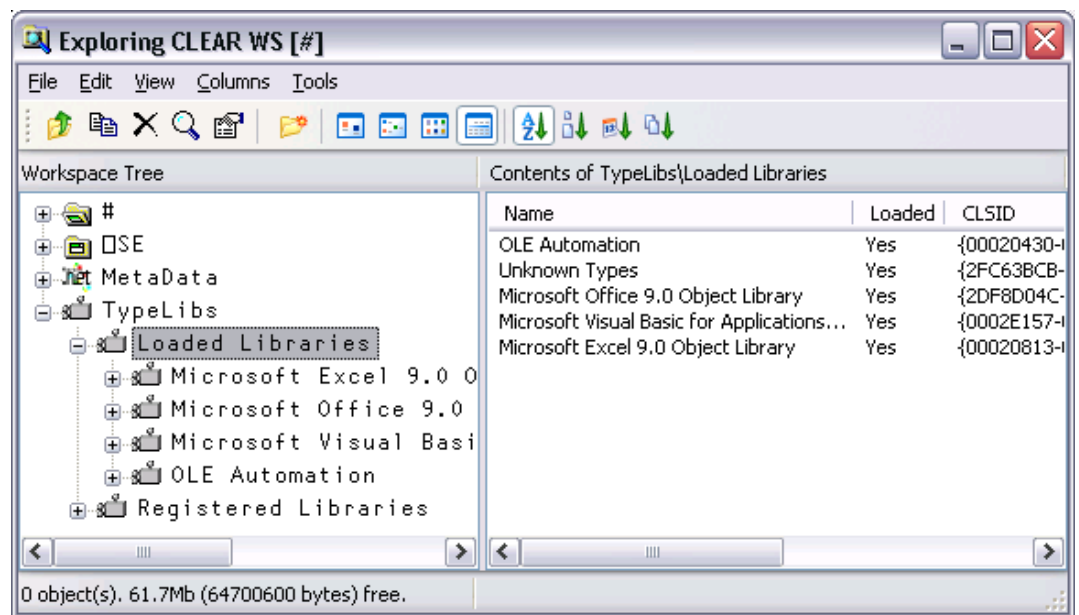 Exploring CLEAR WS [#]
File Edit View Columns Tools
Workspace Tree
Contents of TypeLibs\Loaded Libraries
#
⎕SE
MetaData
TypeLibs
Loaded Libraries
Microsoft Excel 9.0 O
Microsoft Office 9.0
Microsoft Visual Basi
OLE Automation
Registered Libraries
Name Loaded CLSID
OLE Automation Yes {00020430-
Unknown Types Yes {2FC63BCB-
Microsoft Office 9.0 Object Library Yes {2DF8D04C-
Microsoft Visual Basic for Applications... Yes {0002E157-
Microsoft Excel 9.0 Object Library Yes {00020813-
0 object(s). 61.7Mb (64700600 bytes) free.